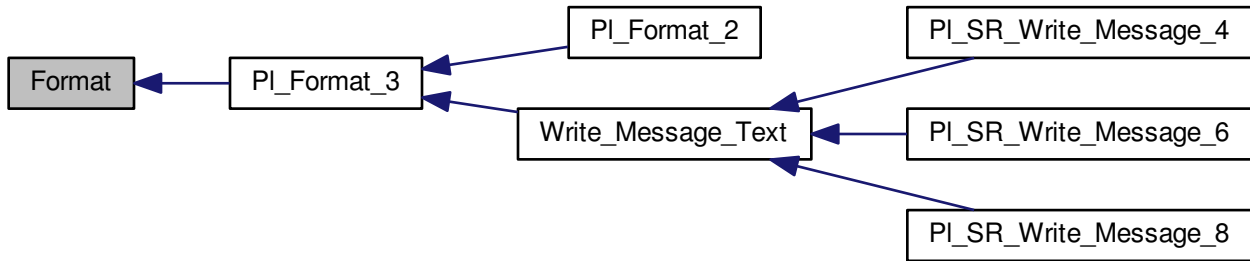 Format
Pl_Format_3
Pl_Format_2
Write_Message_Text
Pl_SR_Write_Message_4
Pl_SR_Write_Message_6
Pl_SR_Write_Message_8